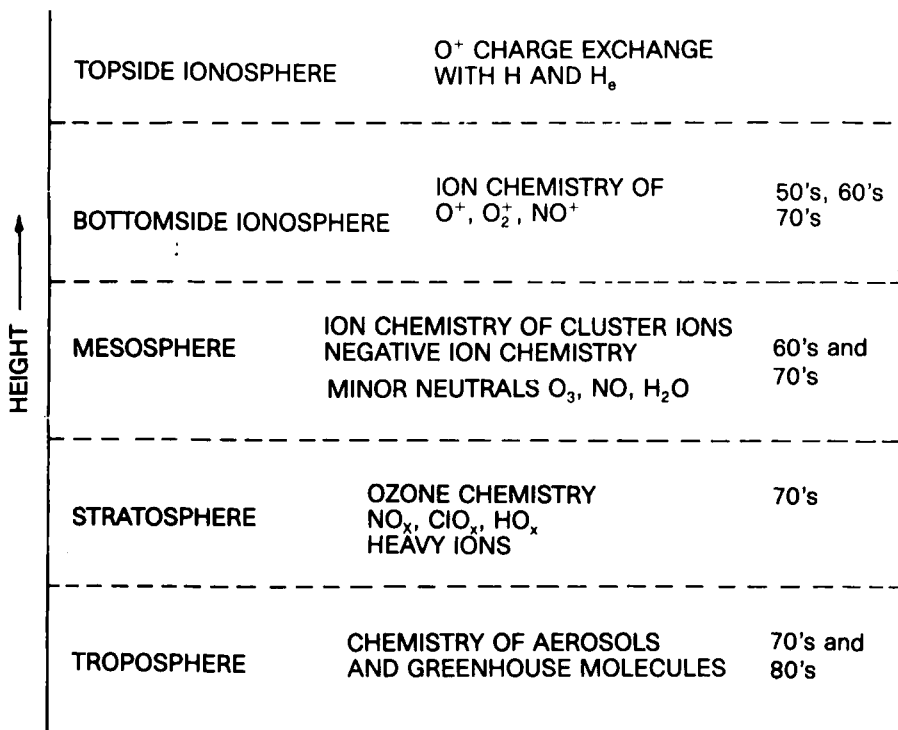 TOPSIDE IONOSPHERE
O⁺ CHARGE EXCHANGE
WITH H AND Hₑ
BOTTOMSIDE IONOSPHERE
ION CHEMISTRY OF
O⁺, O₂⁺, NO⁺
50's, 60's
70's
MESOSPHERE
ION CHEMISTRY OF CLUSTER IONS
NEGATIVE ION CHEMISTRY
MINOR NEUTRALS O₃, NO, H₂O
60's and
70's
STRATOSPHERE
OZONE CHEMISTRY
NOₓ, ClOₓ, HOₓ
HEAVY IONS
70's
TROPOSPHERE
CHEMISTRY OF AEROSOLS
AND GREENHOUSE MOLECULES
70's and
80's
HEIGHT